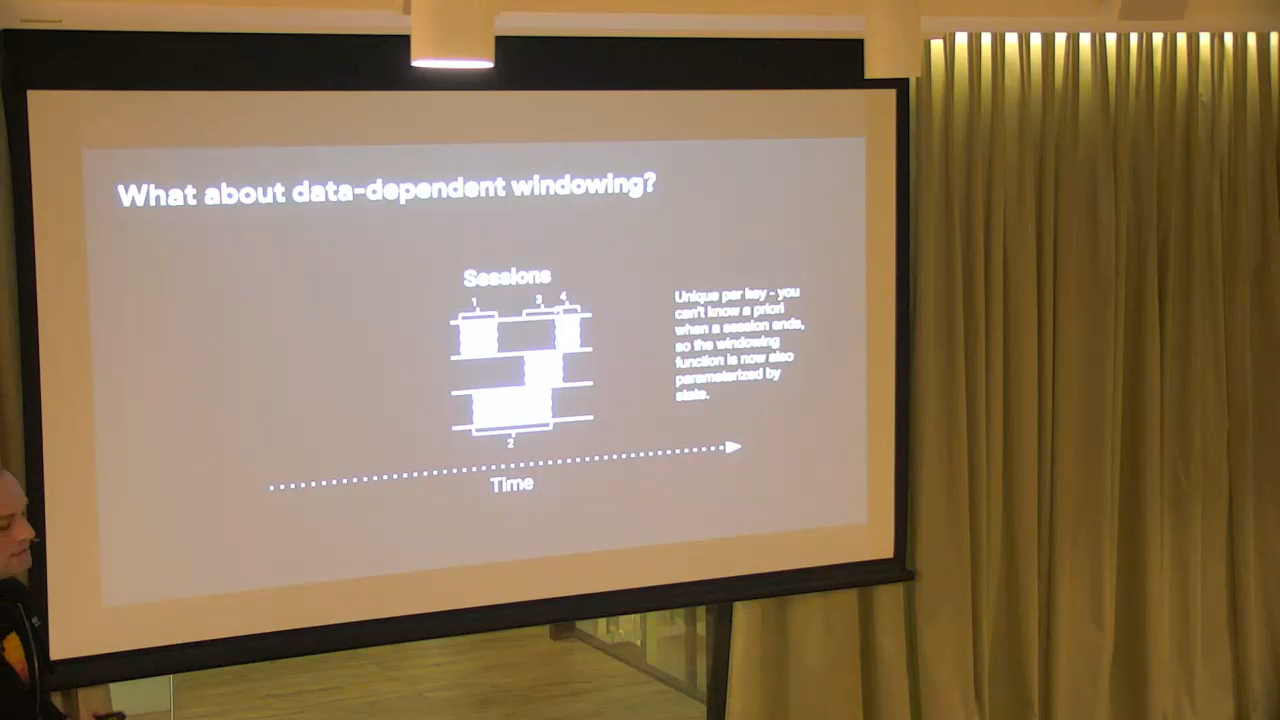 What about data-dependent windowing?
Sessions
1
3
4
2
Unique per key - you
can't know a priori
when a session ends,
so the windowing
function is now also
parameterized by
state.
Time